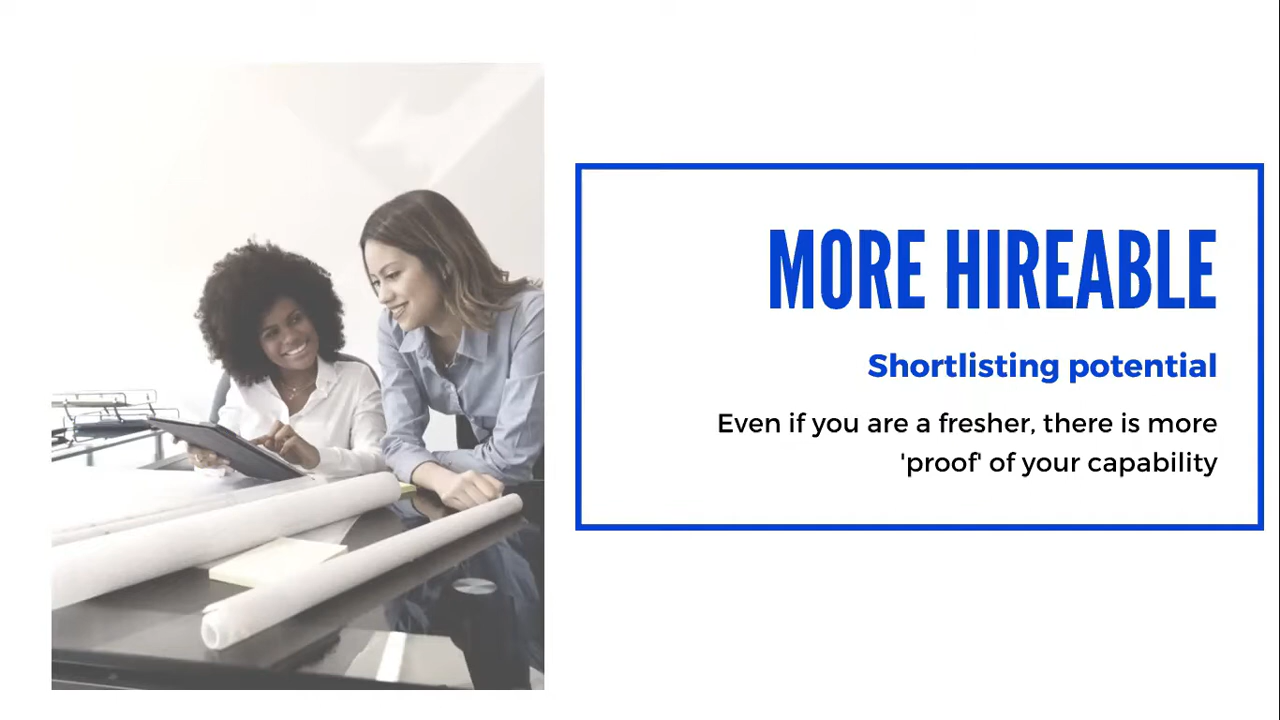 MORE HIREABLE
Shortlisting potential
Even if you are a fresher, there is more
'proof' of your capability